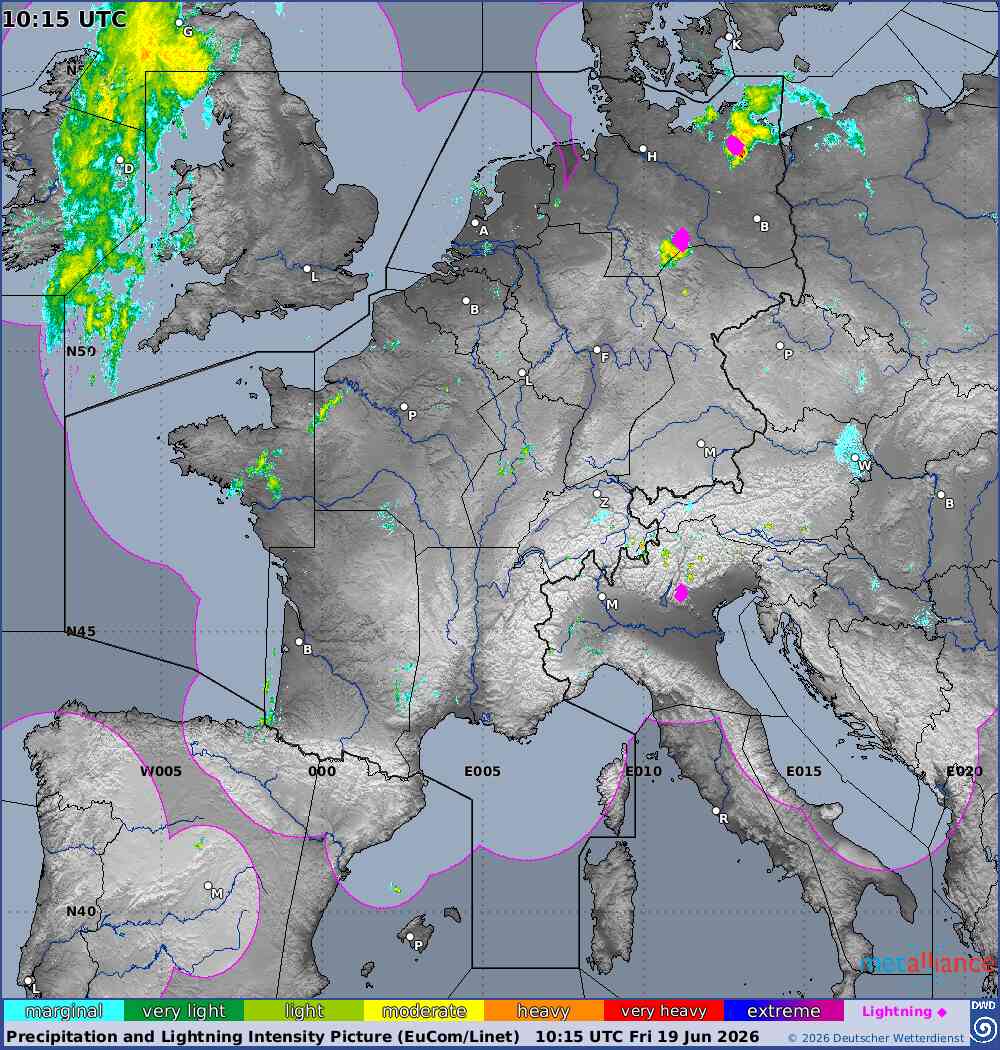 10:15 UTC
G
K
N5
D
H
A
B
L
B
N50
F
P
L
P
M
W
B
Z
M
N45
B
W005
000
E005
E010
E015
E020
R
M
N40
P
L
metalliance
marginal very light light moderate heavy very heavy extreme Lightning ◆
DWD
Precipitation and Lightning Intensity Picture (EuCom/Linet) 10:15 UTC Fri 19 Jun 2026 © 2026 Deutscher Wetterdienst